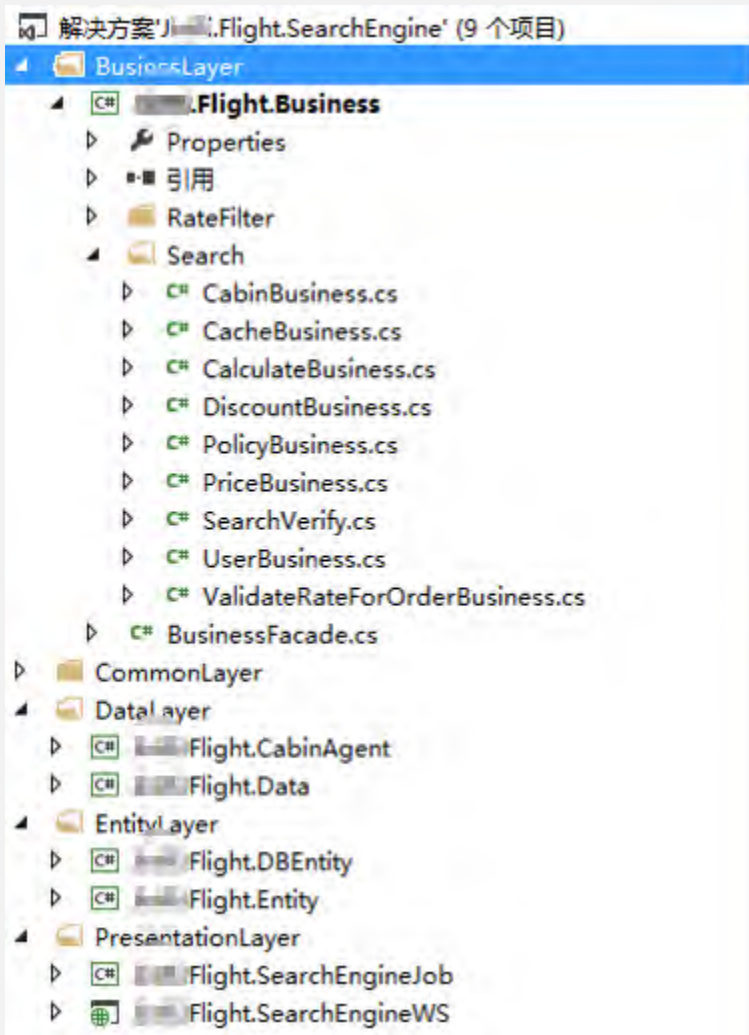 解决方案'J .Flight.SearchEngine' (9 个项目)
BusinessLayer
.Flight.Business
Properties
引用
RateFilter
Search
CabinBusiness.cs
CacheBusiness.cs
CalculateBusiness.cs
DiscountBusiness.cs
PolicyBusiness.cs
PriceBusiness.cs
SearchVerify.cs
UserBusiness.cs
ValidateRateForOrderBusiness.cs
BusinessFacade.cs
CommonLayer
DataLayer
Flight.CabinAgent
Flight.Data
EntityLayer
Flight.DBEntity
Flight.Entity
PresentationLayer
Flight.SearchEngineJob
Flight.SearchEngineWS